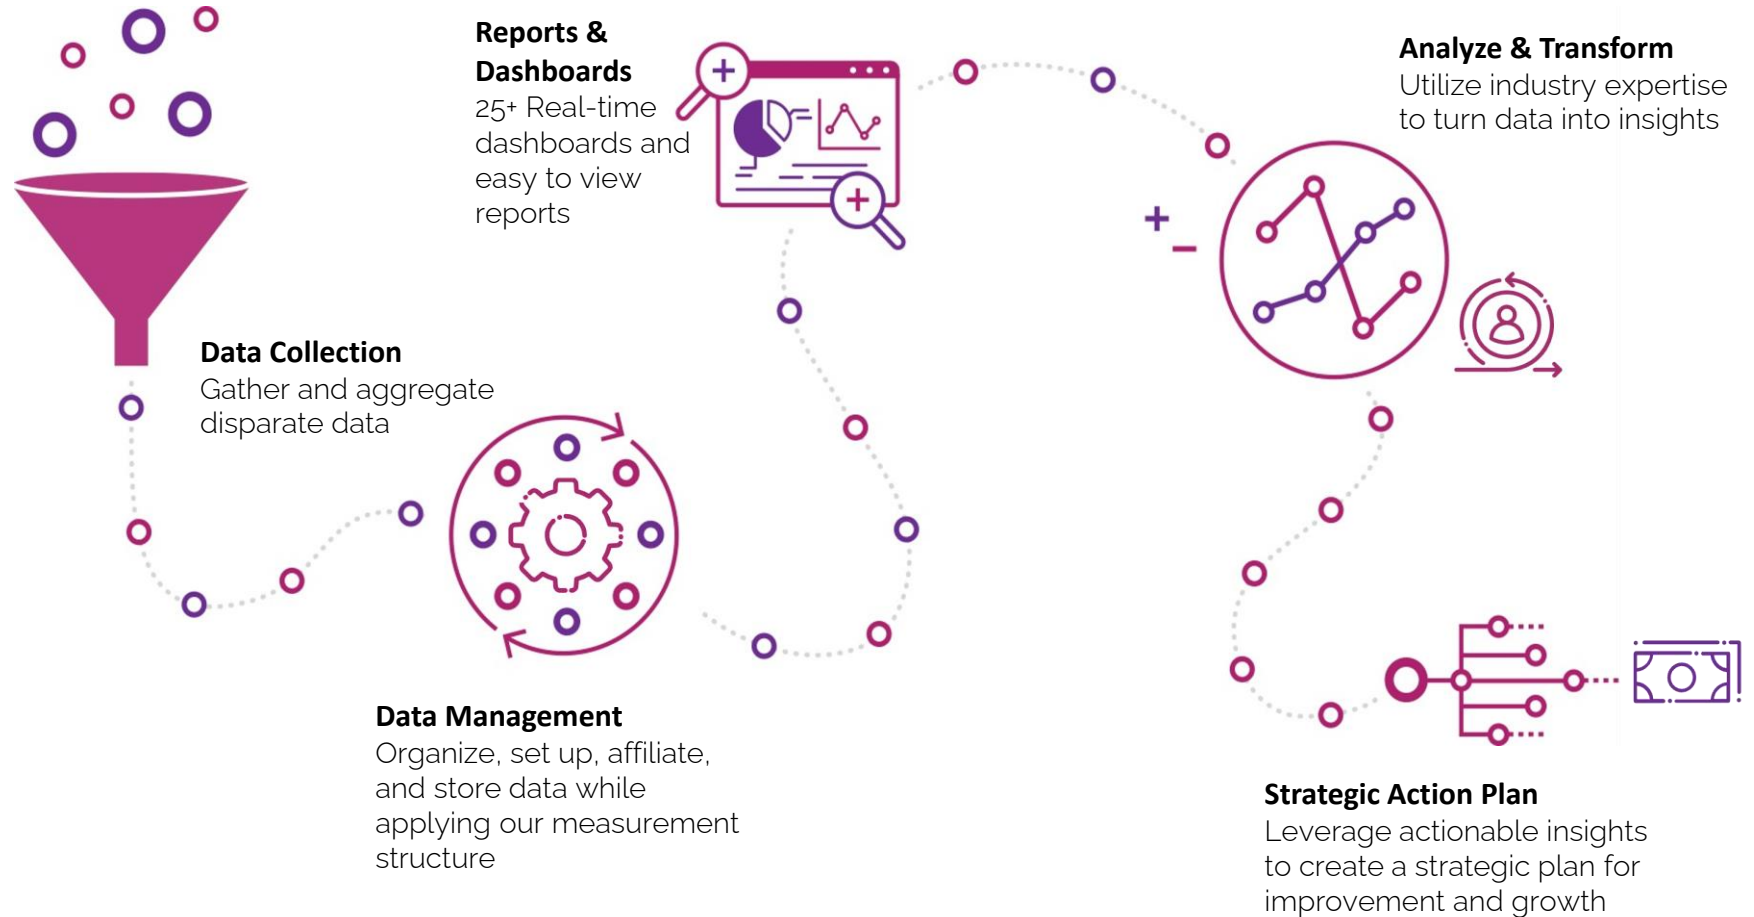 Data Collection
Gather and aggregate
disparate data
Data Management
Organize, set up, affiliate,
and store data while
applying our measurement
structure
Reports &
Dashboards
25+ Real-time
dashboards and
easy to view
reports
Analyze & Transform
Utilize industry expertise
to turn data into insights
Strategic Action Plan
Leverage actionable insights
to create a strategic plan for
improvement and growth